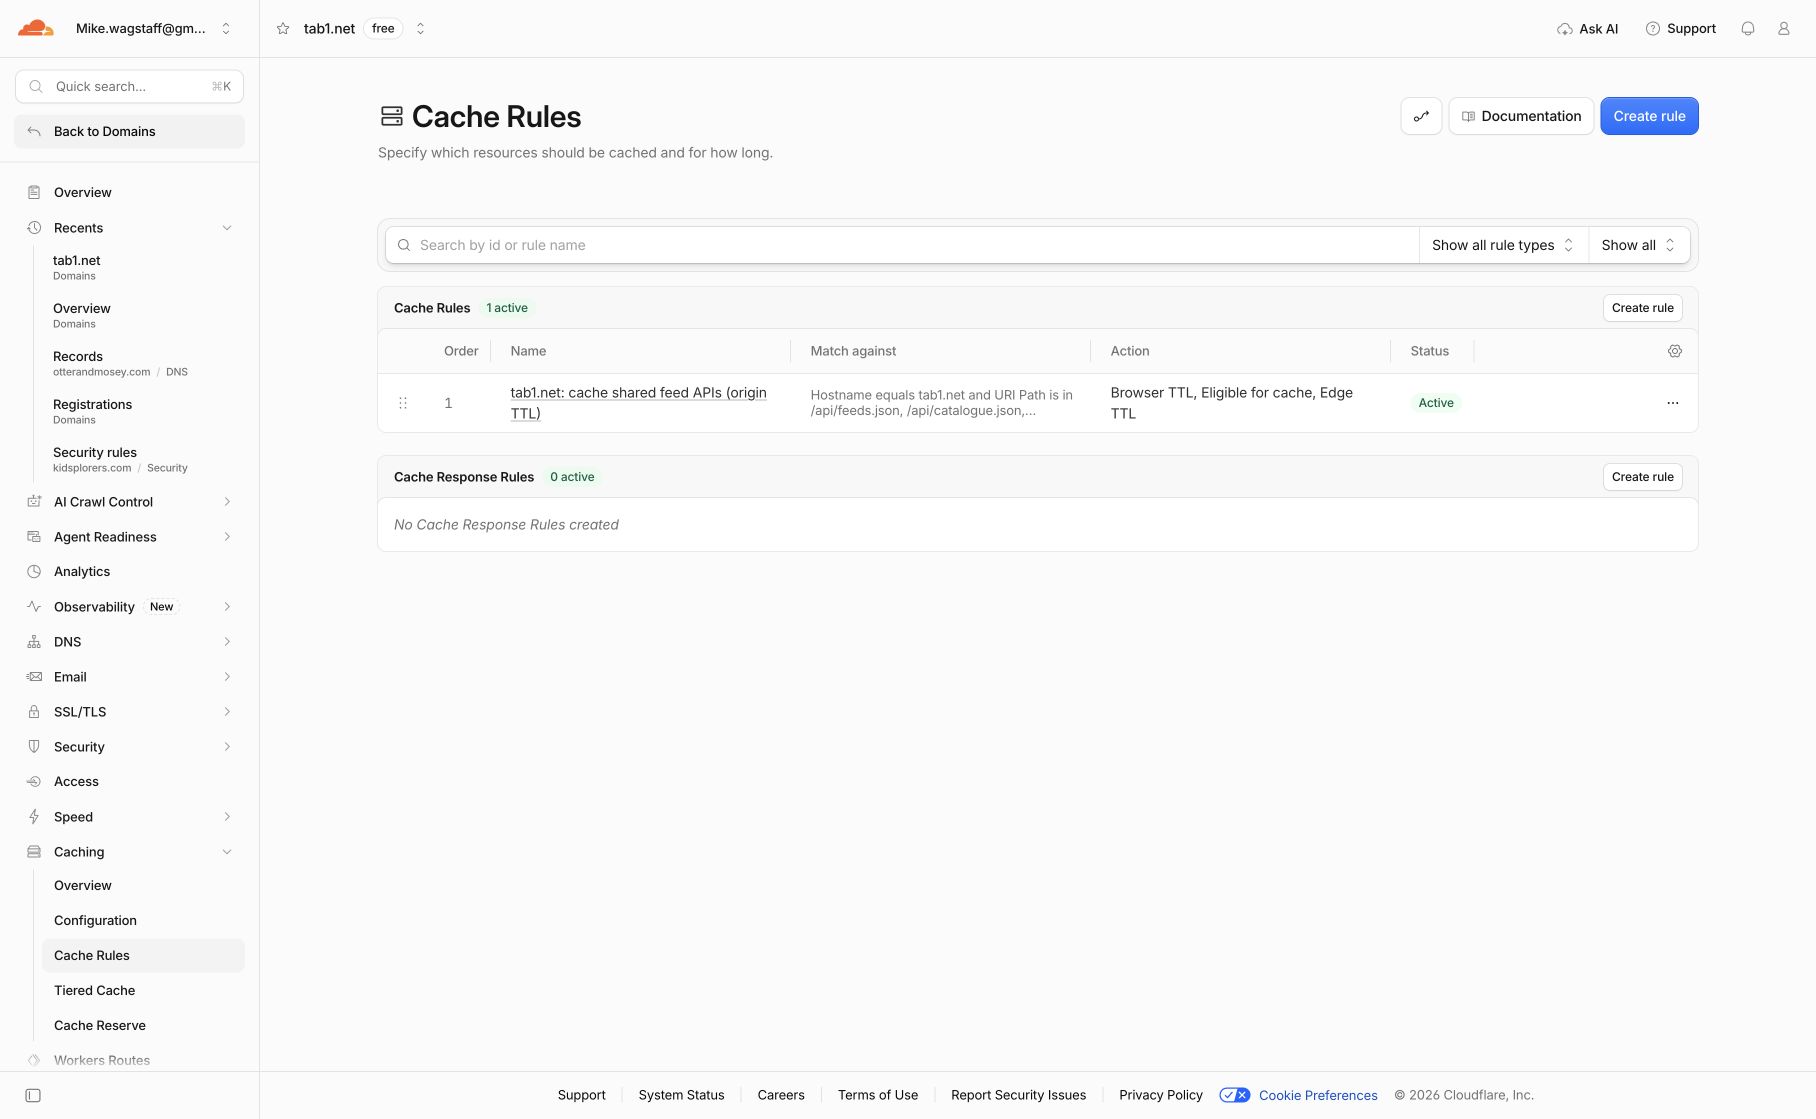 Mike.wagstaff@gm...
tab1.net free
Ask AI
Support
Quick search... ⌘K
Back to Domains
Overview
Recents
tab1.net
Domains
Overview
Domains
Records
otterandmosey.com / DNS
Registrations
Domains
Security rules
kidsplorers.com / Security
AI Crawl Control
Agent Readiness
Analytics
Observability New
DNS
Email
SSL/TLS
Security
Access
Speed
Caching
Overview
Configuration
Cache Rules
Tiered Cache
Cache Reserve
Workers Routes
Cache Rules
Documentation
Create rule
Specify which resources should be cached and for how long.
Search by id or rule name
Show all rule types
Show all
Cache Rules 1 active
Create rule
Order Name Match against Action Status
1
tab1.net: cache shared feed APIs (origin
TTL)
Hostname equals tab1.net and URI Path is in
/api/feeds.json, /api/catalogue.json,...
Browser TTL, Eligible for cache, Edge
TTL
Active
...
Cache Response Rules 0 active
Create rule
No Cache Response Rules created
Support System Status Careers Terms of Use Report Security Issues Privacy Policy Cookie Preferences © 2026 Cloudflare, Inc.